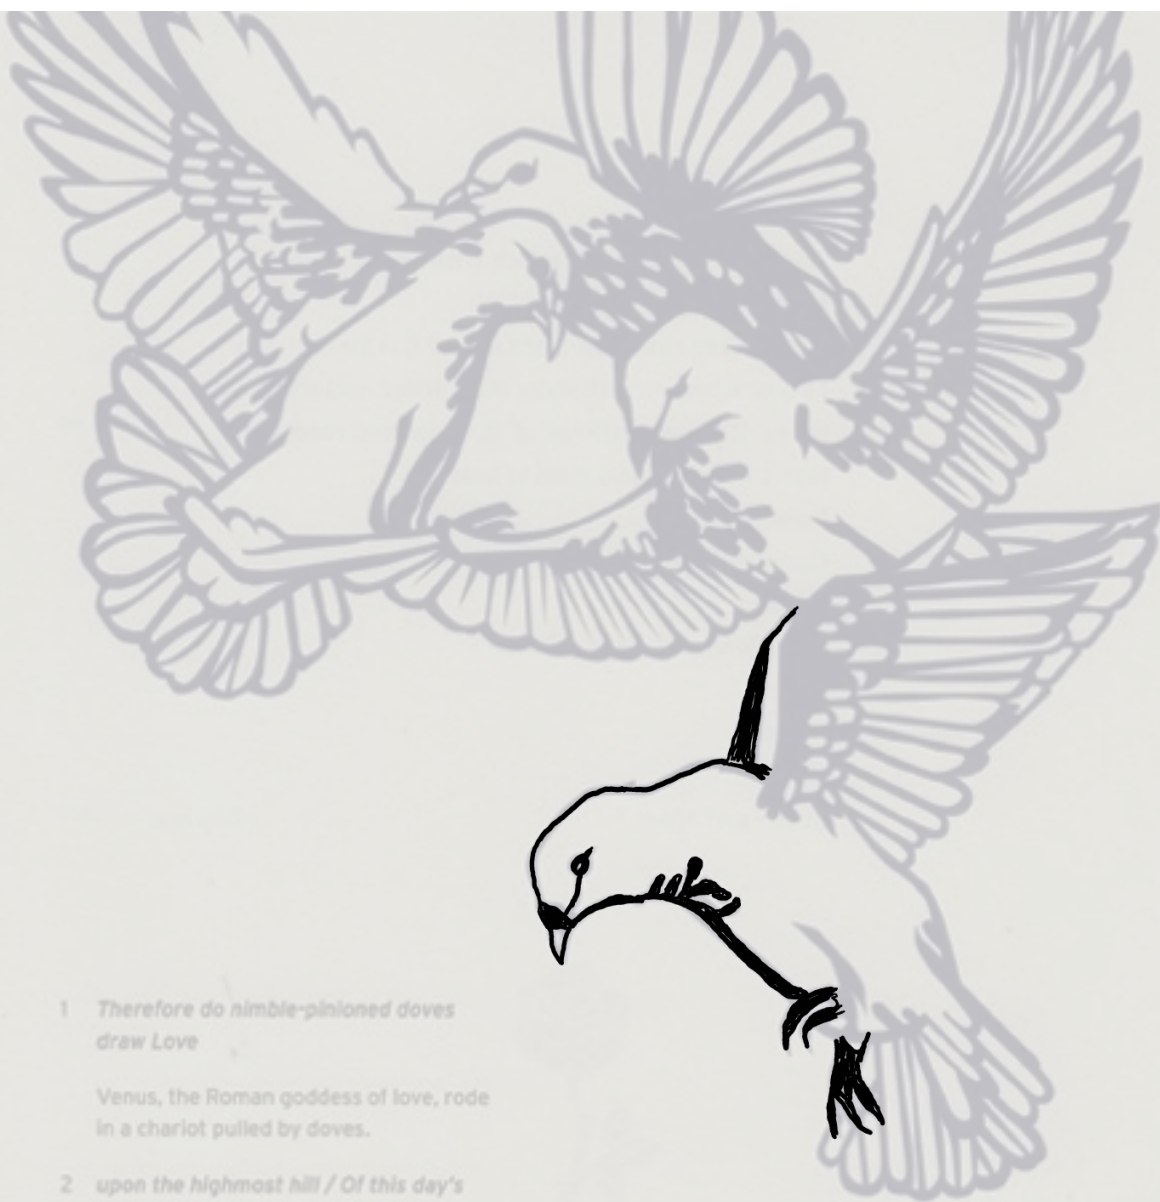 1 Therefore do nimble-pinioned doves
draw Love
Venus, the Roman goddess of love, rode
in a chariot pulled by doves.
2 upon the highmost hill / Of this day's